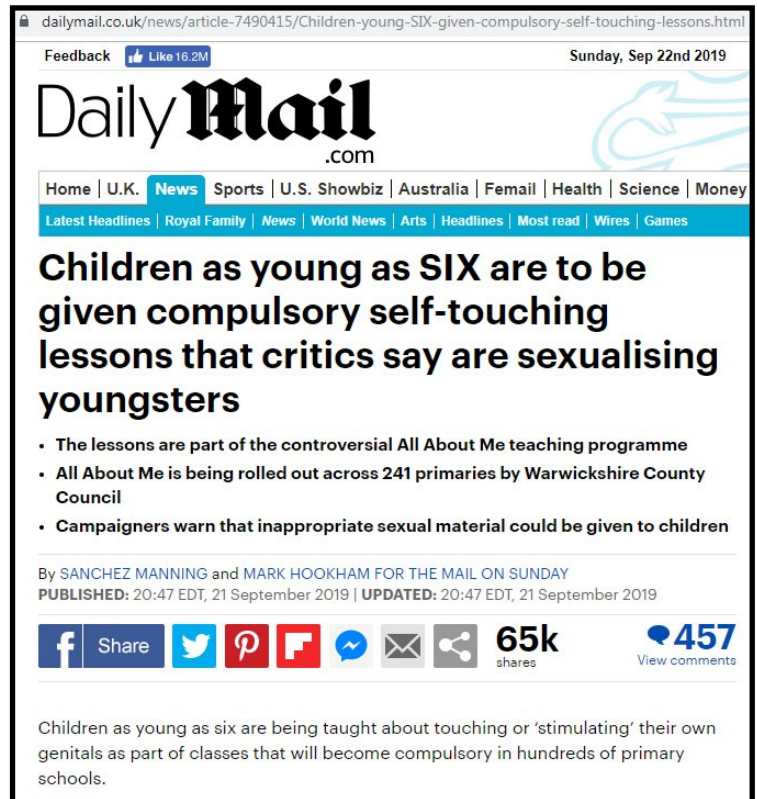 dailymail.co.uk/news/article-7490415/Children-young-SIX-given-compulsory-self-touching-lessons.html
Feedback Like 16.2M Sunday, Sep 22nd 2019
Daily Mail
.com
Home | U.K. News Sports | U.S. Showbiz | Australia | Femail | Health | Science | Money
Latest Headlines | Royal Family | News | World News | Arts | Headlines | Most read | Wires | Games
Children as young as SIX are to be
given compulsory self-touching
lessons that critics say are sexualising
youngsters
• The lessons are part of the controversial All About Me teaching programme
• All About Me is being rolled out across 241 primaries by Warwickshire County
Council
• Campaigners warn that inappropriate sexual material could be given to children
By SANCHEZ MANNING and MARK HOOKHAM FOR THE MAIL ON SUNDAY
PUBLISHED: 20:47 EDT, 21 September 2019 | UPDATED: 20:47 EDT, 21 September 2019
f Share 65k 457
shares View comments
Children as young as six are being taught about touching or ‘stimulating’ their own
genitals as part of classes that will become compulsory in hundreds of primary
schools.